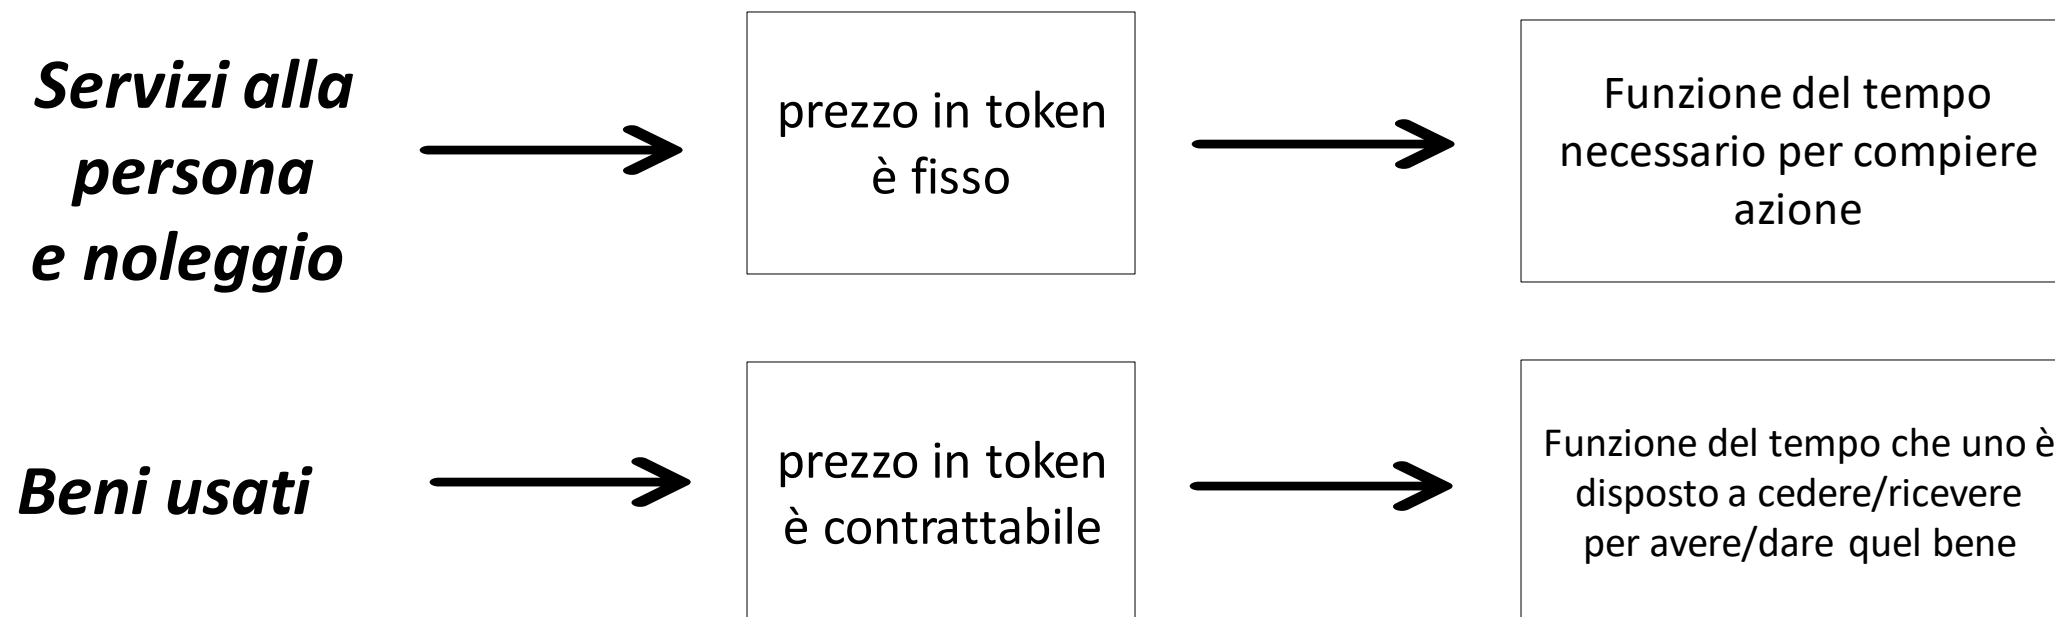 Servizi alla
persona
e noleggio
prezzo in token
è fisso
Funzione del tempo
necessario per compiere
azione
Beni usati
prezzo in token
è contrattabile
Funzione del tempo che uno è
disposto a cedere/ricevere
per avere/dare quel bene